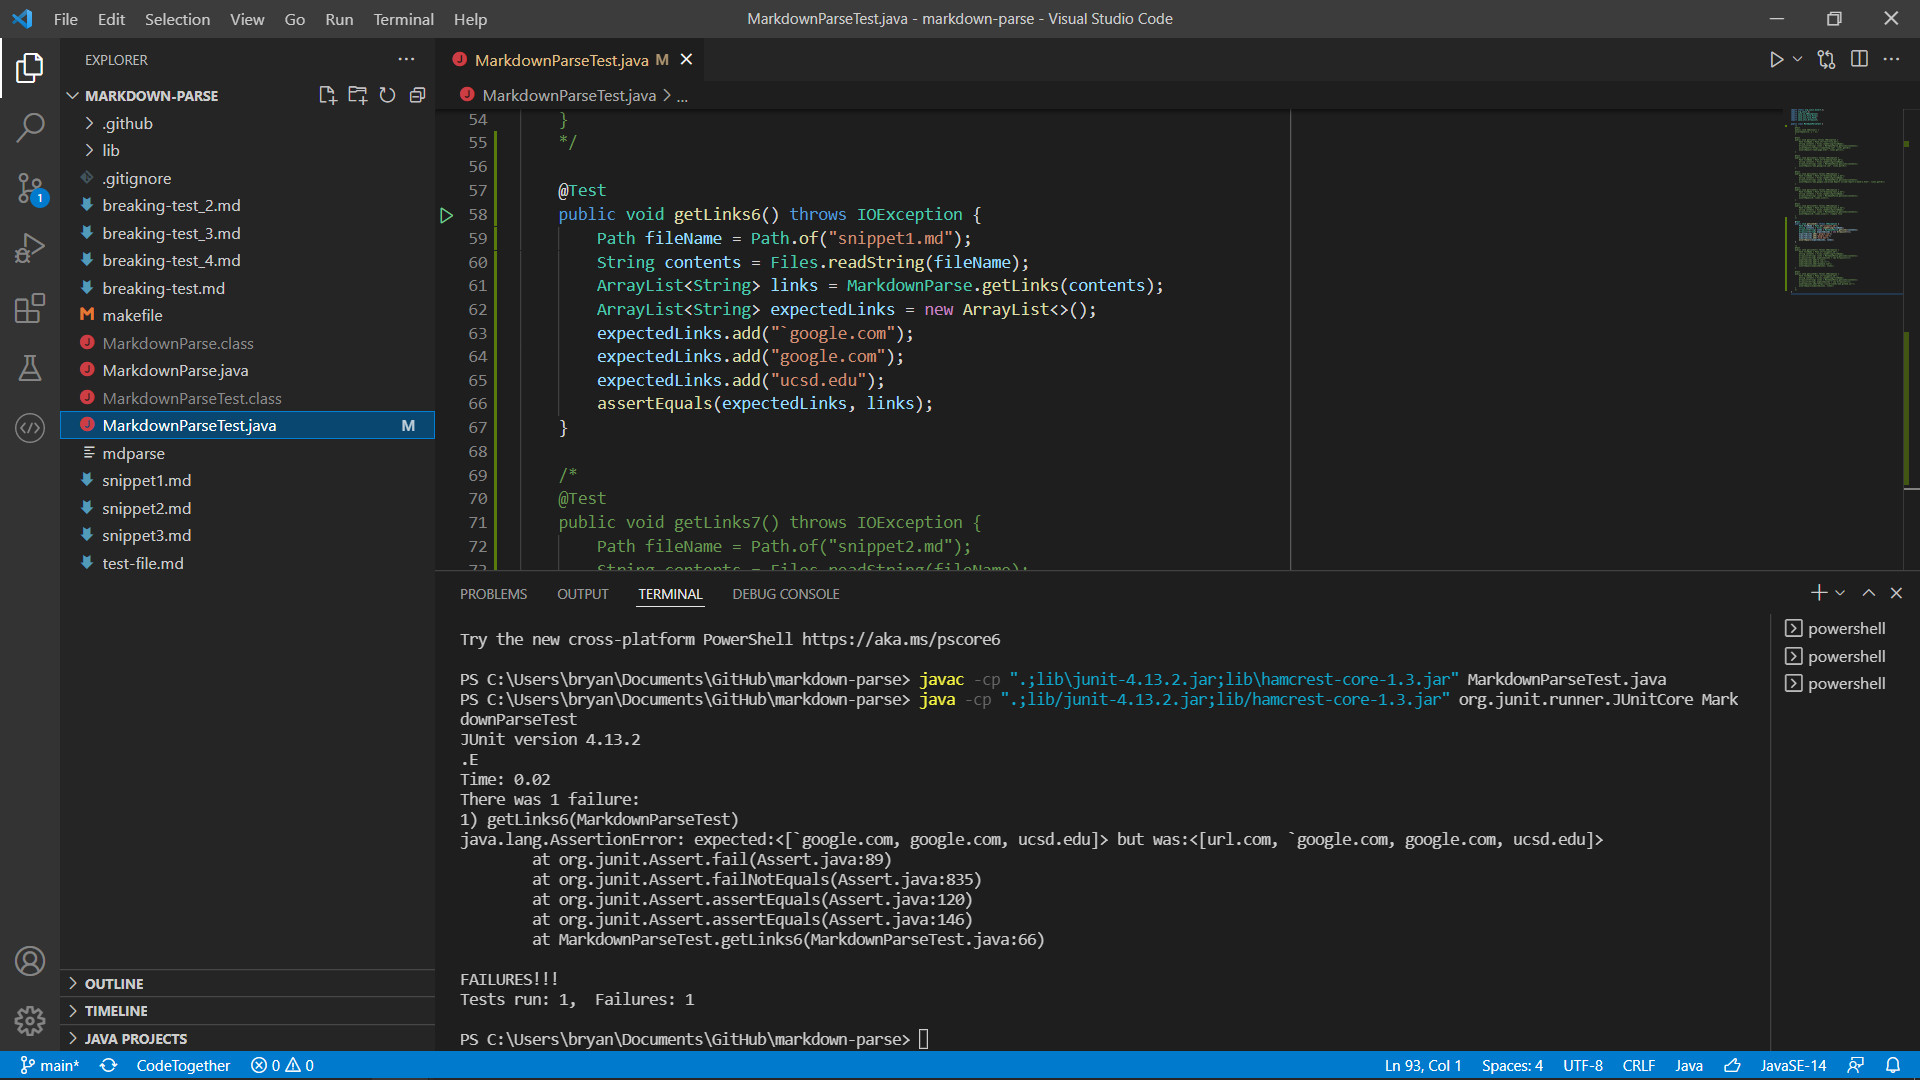 File Edit Selection View Go Run Terminal Help
MarkdownParseTest.java - markdown-parse - Visual Studio Code
EXPLORER
MARKDOWN-PARSE
.github
lib
.gitignore
breaking-test_2.md
breaking-test_3.md
breaking-test_4.md
breaking-test.md
makefile
MarkdownParse.class
MarkdownParse.java
MarkdownParseTest.class
MarkdownParseTest.java M
mdparse
snippet1.md
snippet2.md
snippet3.md
test-file.md
OUTLINE
TIMELINE
JAVA PROJECTS
1
MarkdownParseTest.java M
MarkdownParseTest.java > ...
54 }
55 */
56
57 @Test
58 public void getLinks6() throws IOException {
59 Path fileName = Path.of("snippet1.md");
60 String contents = Files.readString(fileName);
61 ArrayList<String> links = MarkdownParse.getLinks(contents);
62 ArrayList<String> expectedLinks = new ArrayList<>();
63 expectedLinks.add("`google.com");
64 expectedLinks.add("google.com");
65 expectedLinks.add("ucsd.edu");
66 assertEquals(expectedLinks, links);
67 }
68
69 /*
70 @Test
71 public void getLinks7() throws IOException {
72 Path fileName = Path.of("snippet2.md");
73 String contents = Files.readString(fileName);
PROBLEMS OUTPUT TERMINAL DEBUG CONSOLE
Try the new cross-platform PowerShell https://aka.ms/pscore6
PS C:\Users\bryan\Documents\GitHub\markdown-parse> javac -cp ".;lib\junit-4.13.2.jar;lib\hamcrest-core-1.3.jar" MarkdownParseTest.java
PS C:\Users\bryan\Documents\GitHub\markdown-parse> java -cp ".;lib/junit-4.13.2.jar;lib/hamcrest-core-1.3.jar" org.junit.runner.JUnitCore Mark
downParseTest
JUnit version 4.13.2
.E
Time: 0.02
There was 1 failure:
1) getLinks6(MarkdownParseTest)
java.lang.AssertionError: expected:<[`google.com, google.com, ucsd.edu]> but was:<[url.com, `google.com, google.com, ucsd.edu]>
at org.junit.Assert.fail(Assert.java:89)
at org.junit.Assert.failNotEquals(Assert.java:835)
at org.junit.Assert.assertEquals(Assert.java:120)
at org.junit.Assert.assertEquals(Assert.java:146)
at MarkdownParseTest.getLinks6(MarkdownParseTest.java:66)
FAILURES!!!
Tests run: 1,  Failures: 1
PS C:\Users\bryan\Documents\GitHub\markdown-parse>
powershell
powershell
powershell
main* CodeTogether 0 0 Ln 93, Col 1 Spaces: 4 UTF-8 CRLF Java JavaSE-14